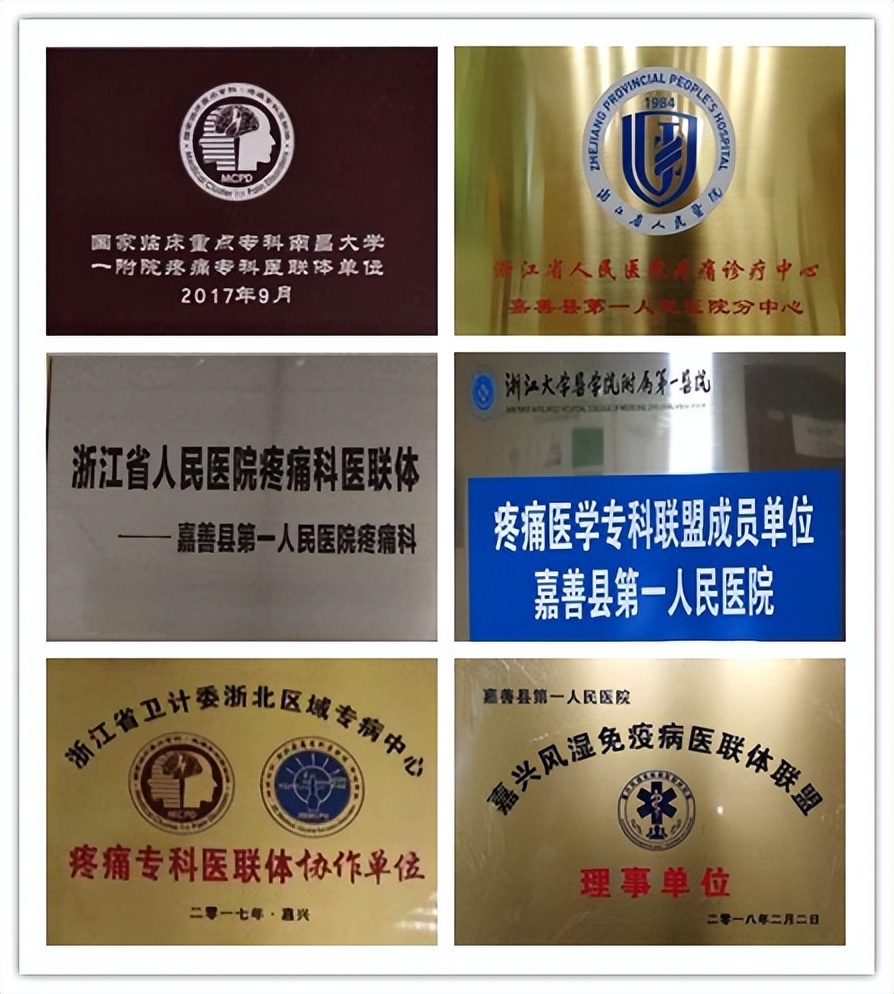 MCPD
国家临床重点专科南昌大学
一附院疼痛专科医联体单位
2017年9月
ZHEJIANG PROVINCIAL PEOPLE'S HOSPITAL
1984
浙江省人民醫院
浙江省人民医院疼痛诊疗中心
嘉善县第一人民医院分中心
浙江省人民医院疼痛科医联体
——嘉善县第一人民医院疼痛科
浙江大学医学院附属第一医院
疼痛医学专科联盟成员单位
嘉善县第一人民医院
浙江省卫计委浙北区域专病中心
MCPD
疼痛专科医联体协作单位
二零一七年·嘉兴
嘉善县第一人民医院
嘉兴风湿免疫病医联体联盟
理事单位
二零一八年二月二日